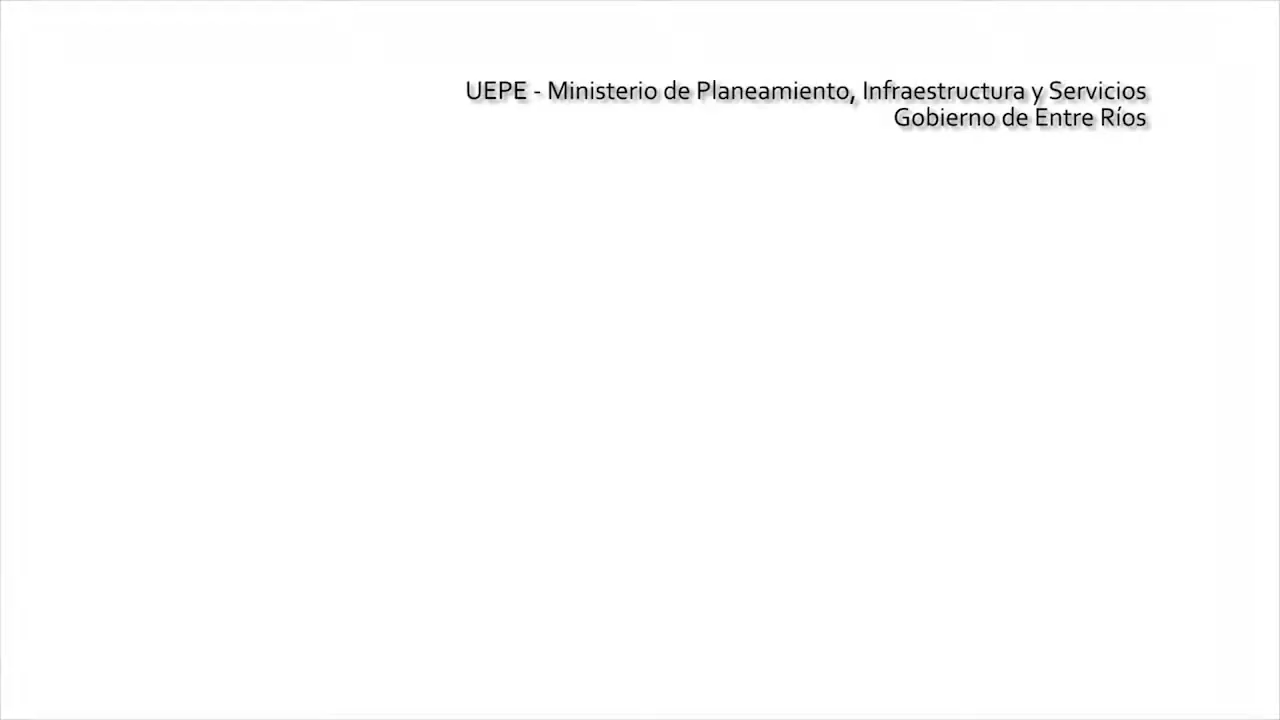 UEPE - Ministerio de Planeamiento, Infraestructura y Servicios
Gobierno de Entre Ríos